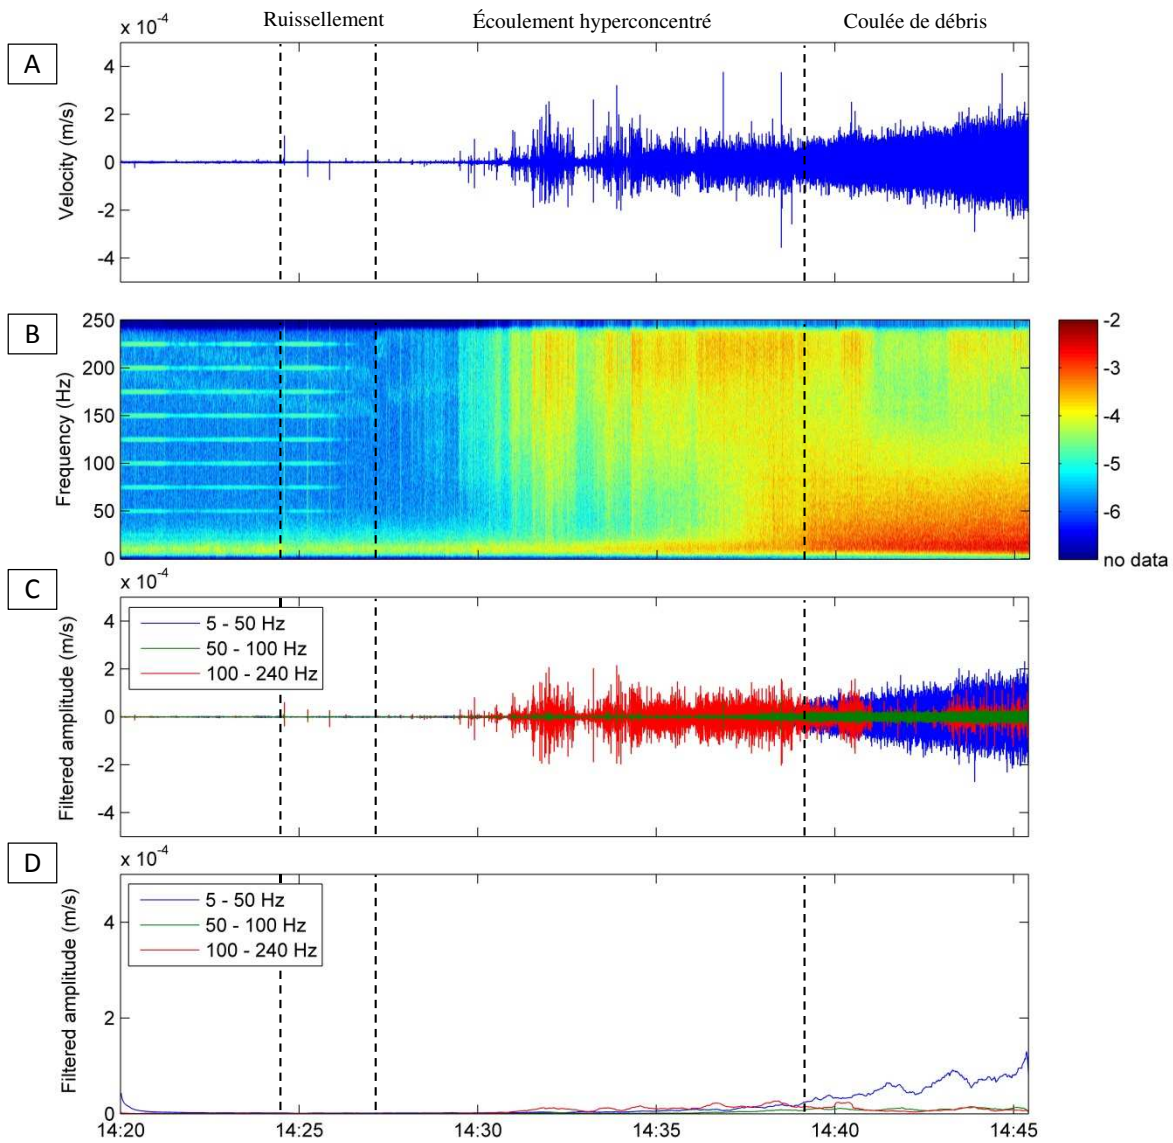 Ruissellement Écoulement hyperconcentré Coulée de débris
A
x 10-4
4
2
0
-2
-4
Velocity (m/s)
B
250
200
150
100
50
0
Frequency (Hz)
-2
-3
-4
-5
-6
no data
C
x 10-4
4
2
0
-2
-4
Filtered amplitude (m/s)
5 - 50 Hz
50 - 100 Hz
100 - 240 Hz
D
x 10-4
4
2
0
Filtered amplitude (m/s)
5 - 50 Hz
50 - 100 Hz
100 - 240 Hz
14:20 14:25 14:30 14:35 14:40 14:45